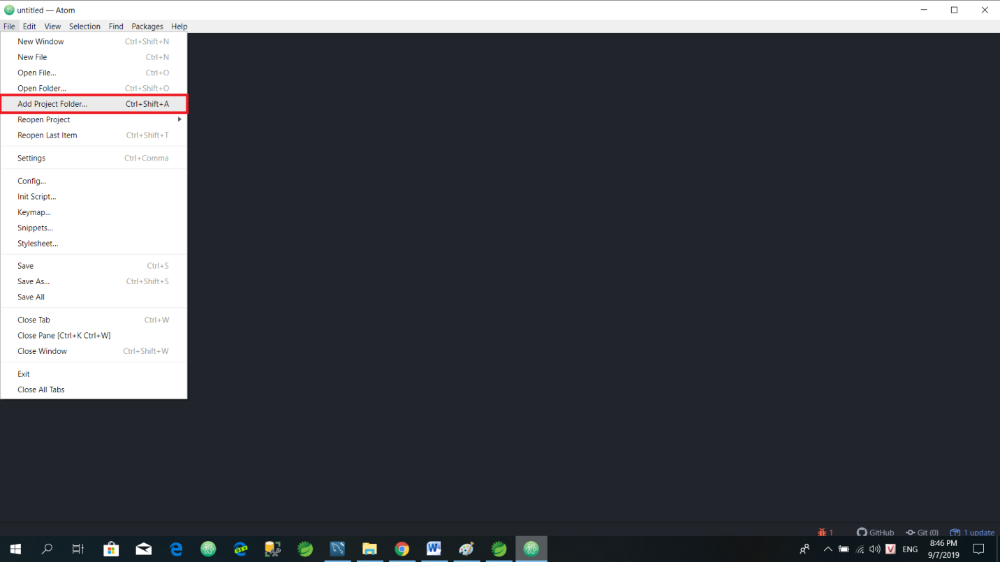 untitled — Atom
File Edit View Selection Find Packages Help
New Window Ctrl+Shift+N
New File Ctrl+N
Open File... Ctrl+O
Open Folder... Ctrl+Shift+O
Add Project Folder... Ctrl+Shift+A
Reopen Project
Reopen Last Item Ctrl+Shift+T
Settings Ctrl+Comma
Config...
Init Script...
Keymap...
Snippets...
Stylesheet...
Save Ctrl+S
Save As... Ctrl+Shift+S
Save All
Close Tab Ctrl+W
Close Pane [Ctrl+K Ctrl+W]
Close Window Ctrl+Shift+W
Exit
Close All Tabs
1 GitHub Git (0) 1 update
ENG
8:46 PM
9/7/2019